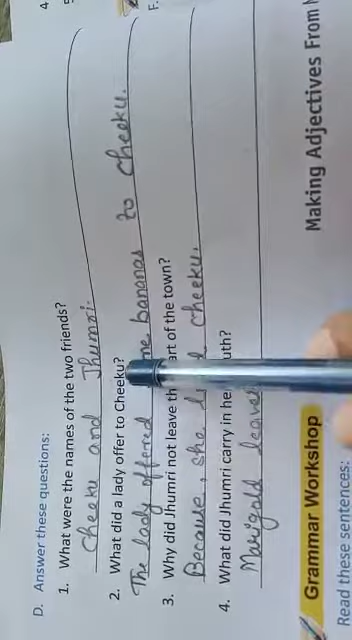 D. Answer these questions:
1. What were the names of the two friends?
Cheeku and Jhumri.
2. What did a lady offer to Cheeku?
The lady offered bananas to cheeku.
3. Why did Jhumri not leave th art of the town?
Because, she cheeku.
4. What did Jhumri carry in he uth?
Marigold leaves
Grammar Workshop
Making Adjectives From
Read these sentences:
4
F.